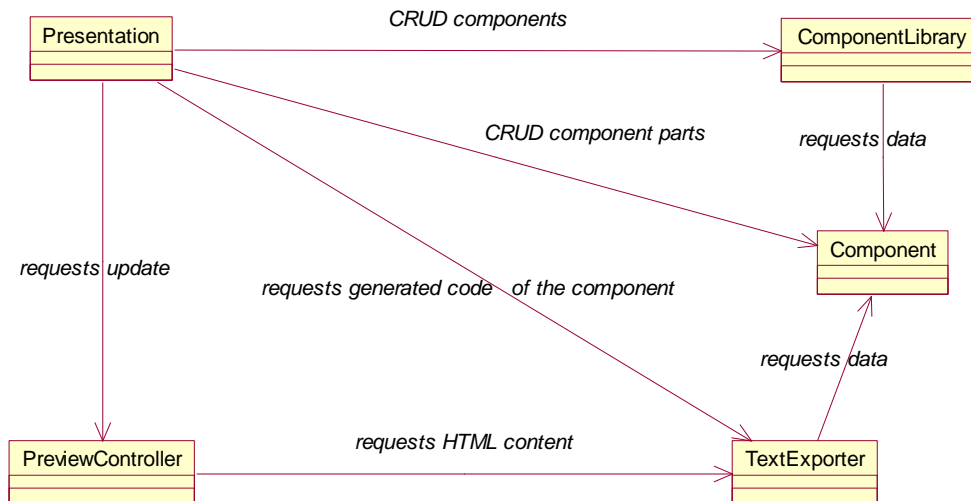 CRUD components
Presentation
ComponentLibrary
CRUD component parts
requests data
Component
requests update
requests generated code of the component
requests data
requests HTML content
PreviewController
TextExporter